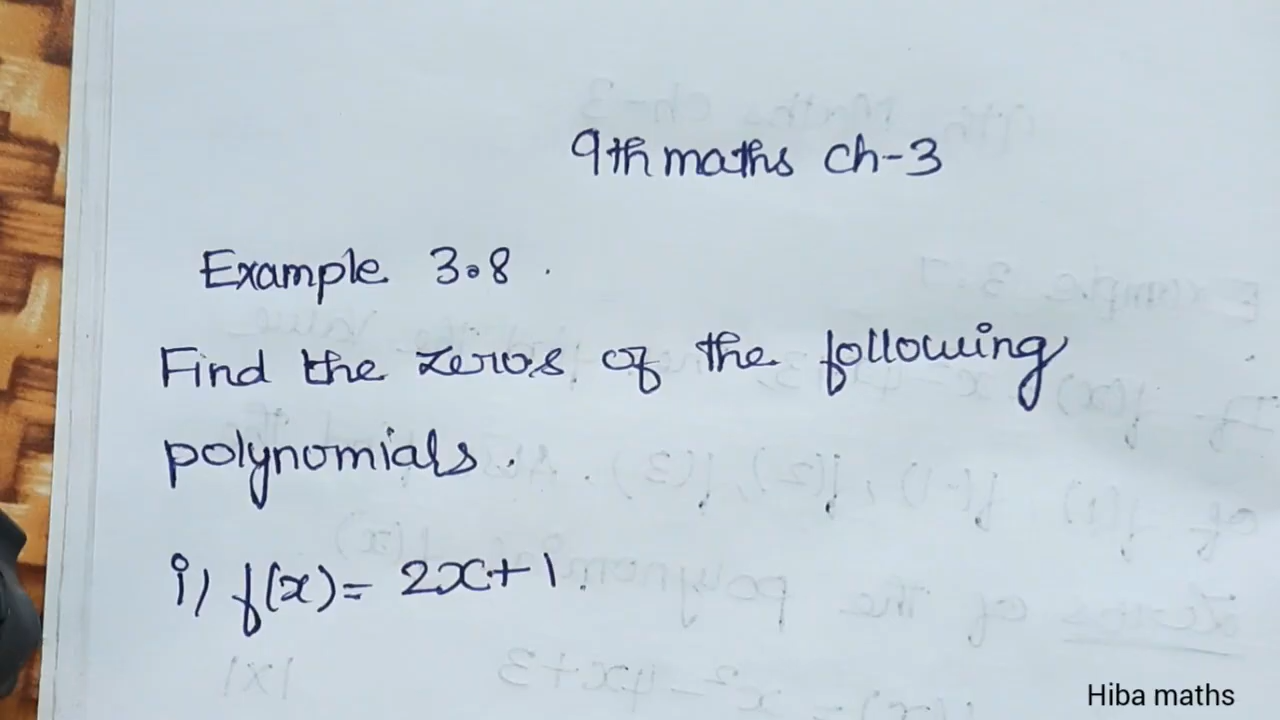 9th maths ch-3
Example 3.8.
Find the zeros of the following
polynomials.
i) f(x)= 2x+1.
Hiba maths